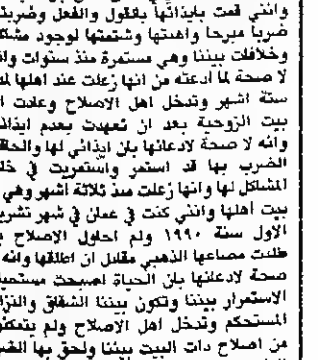 وانني قمت بايذائها بالقول والفعل وضربتها
ضربا مبرحا واهنتها وشتمتها لوجود مشاكل
وخلافات بيننا وهي مستمرة منذ سنوات وانه
لا صحة لما ادعته من انها زعلت عند اهلها لمدة
ستة اشهر وتدخل اهل الاصلاح وعادت الى
بيت الزوجية بعد ان تعهدت بعدم ايذائها
وانه لا صحة لادعائها بان ايذائي لها والحاق
الضرب بها قد استمر واستمريت في خلق
المشاكل لها وانها زعلت منذ ثلاثة اشهر وهي في
بيت اهلها وانني كنت في عمان في شهر تشرين
الاول سنة ١٩٩٠ ولم احاول الاصلاح
طلبت مصاغها الذهبي مقابل ان اطلقها وانه لا
صحة لادعائها بان الحياة اصبحت مستحيلة
الاستمرار بيننا وتكون بيننا الشقاق والنزاع
المستحكم وتدخل اهل الاصلاح ولم يتمكنوا
من اصلاح ذات البين بيننا ولحق بها الضرر